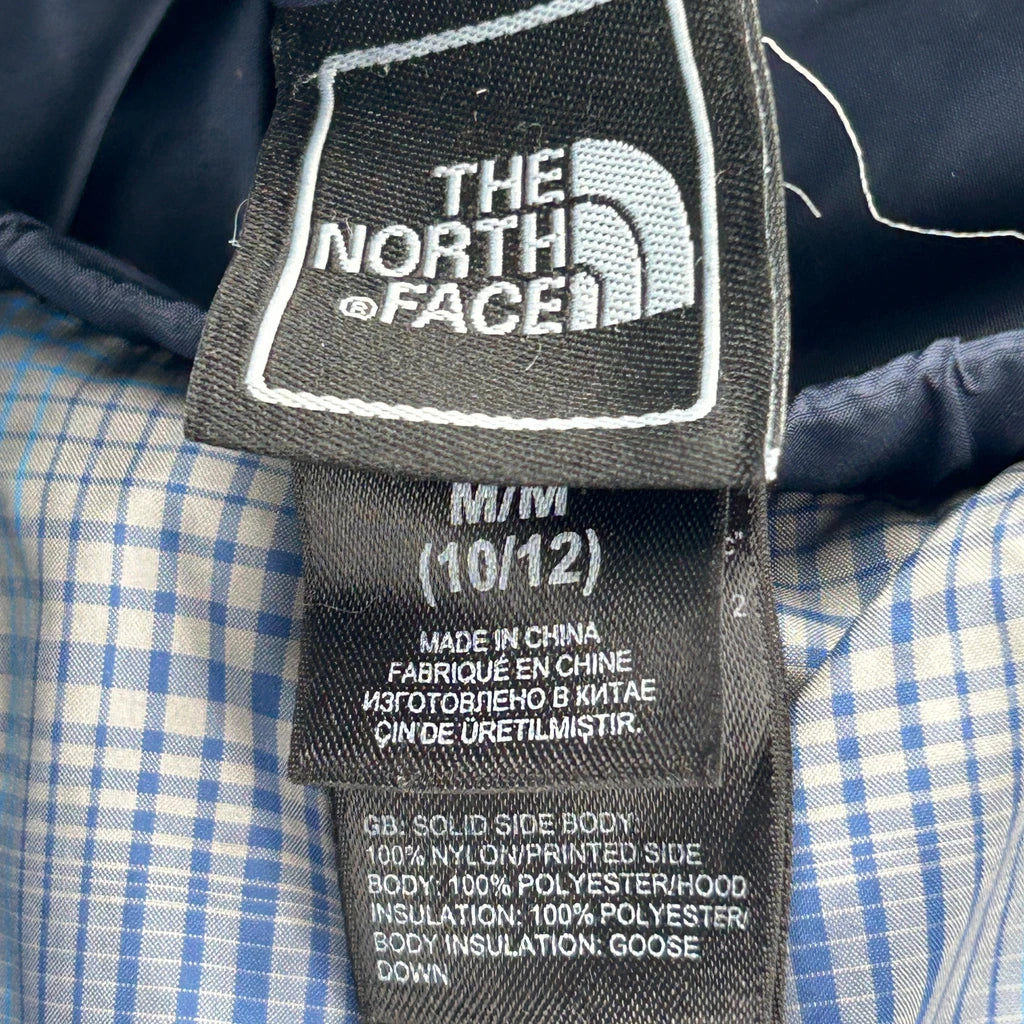 THE
NORTH
®FACE
M/M
(10/12)
MADE IN CHINA
FABRIQUÉ EN CHINE
ИЗГОТОВЛЕНО В КИТАЕ
ÇIN'DE ÜRETILMIŞTIR.
2
GB: SOLID SIDE BODY:
100% NYLON/PRINTED SIDE
BODY: 100% POLYESTER/HOOD
INSULATION: 100% POLYESTER/
BODY INSULATION: GOOSE
DOWN